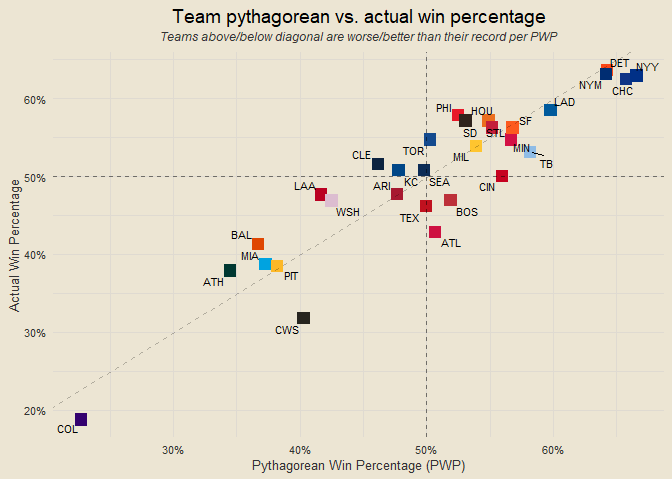 Team pythagorean vs. actual win percentage
Teams above/below diagonal are worse/better than their record per PWP
Actual Win Percentage
60%
50%
40%
30%
20%
DET
NYY
NYM
CHC
LAD
PHI
HOU
SF
SD
STL
TOR
MIL
MIN
TB
CLE
LAA
ARI
KC
SEA
CIN
WSH
TEX
BOS
ATL
BAL
MIA
ATH
PIT
CWS
COL
30%
40%
50%
60%
Pythagorean Win Percentage (PWP)